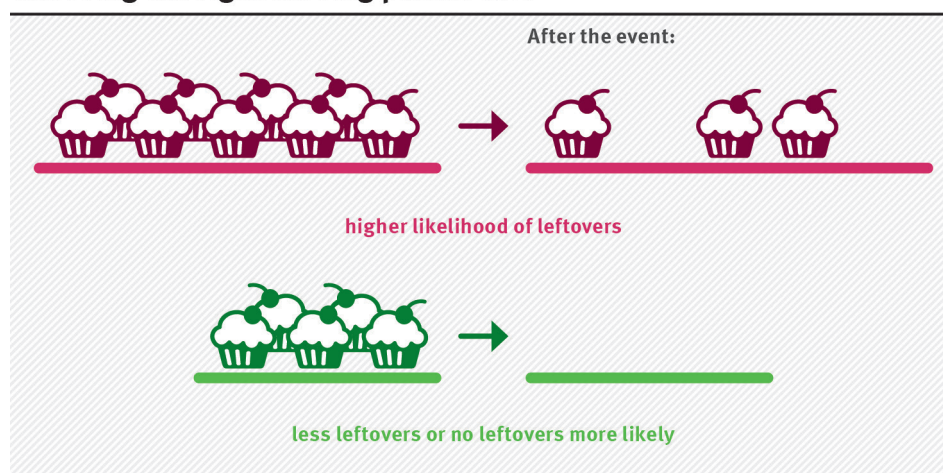 After the event:
higher likelihood of leftovers
less leftovers or no leftovers more likely